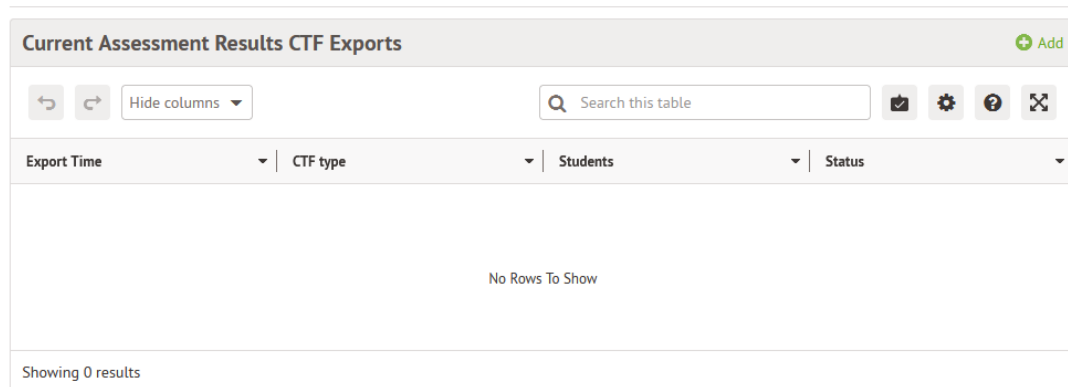 Current Assessment Results CTF Exports Add
Hide columns Search this table
Export Time CTF type Students Status
No Rows To Show
Showing 0 results